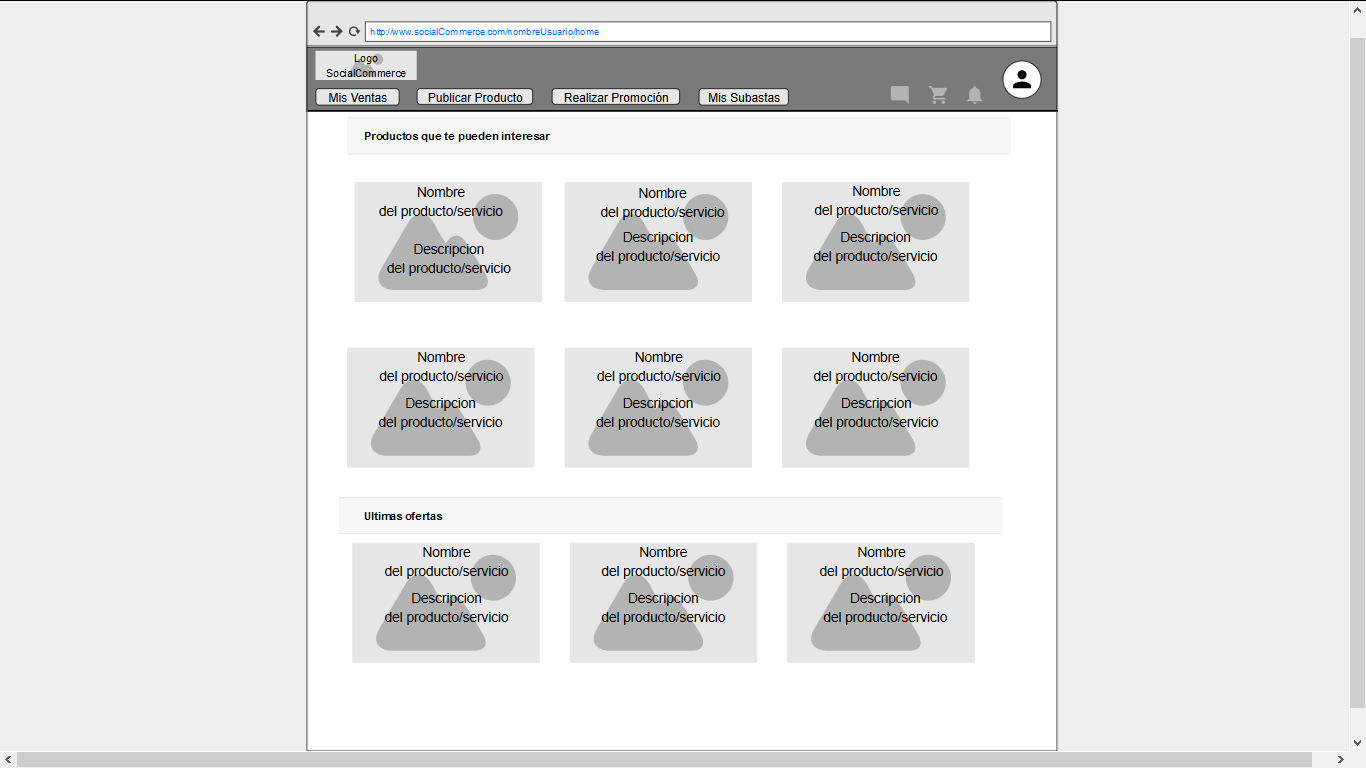 http://www.socialCommerce.com/nombreUsuario/home
Logo
SocialCommerce
Mis Ventas Publicar Producto Realizar Promoción Mis Subastas
Productos que te pueden interesar
Nombre
del producto/servicio
Descripcion
del producto/servicio
Nombre
del producto/servicio
Descripcion
del producto/servicio
Nombre
del producto/servicio
Descripcion
del producto/servicio
Nombre
del producto/servicio
Descripcion
del producto/servicio
Nombre
del producto/servicio
Descripcion
del producto/servicio
Nombre
del producto/servicio
Descripcion
del producto/servicio
Ultimas ofertas
Nombre
del producto/servicio
Descripcion
del producto/servicio
Nombre
del producto/servicio
Descripcion
del producto/servicio
Nombre
del producto/servicio
Descripcion
del producto/servicio